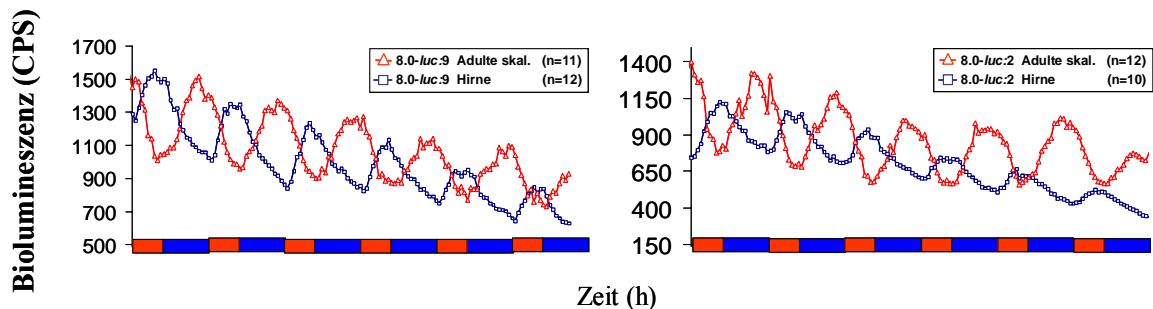 Biolumineszenz (CPS)
1700
1500
1300
1100
900
700
500
8.0-luc:9 Adulte skal. (n=11)
8.0-luc:9 Hirne (n=12)
1400
1150
900
650
400
150
8.0-luc:2 Adulte skal. (n=12)
8.0-luc:2 Hirne (n=10)
Zeit (h)